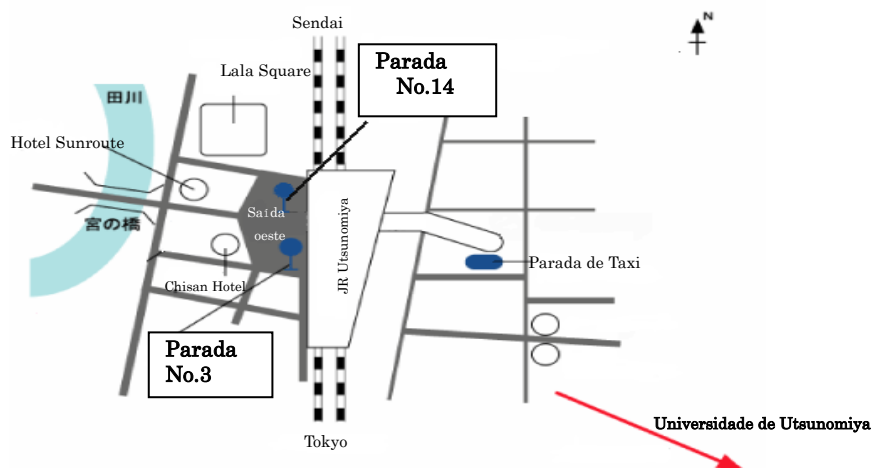 Sendai
N
Parada
No.14
Lala Square
田川
Hotel Sunroute
Saída
oeste
宮の橋
JR Utsunomiya
Parada de Taxi
Chisan Hotel
Parada
No.3
Universidade de Utsunomiya
Tokyo